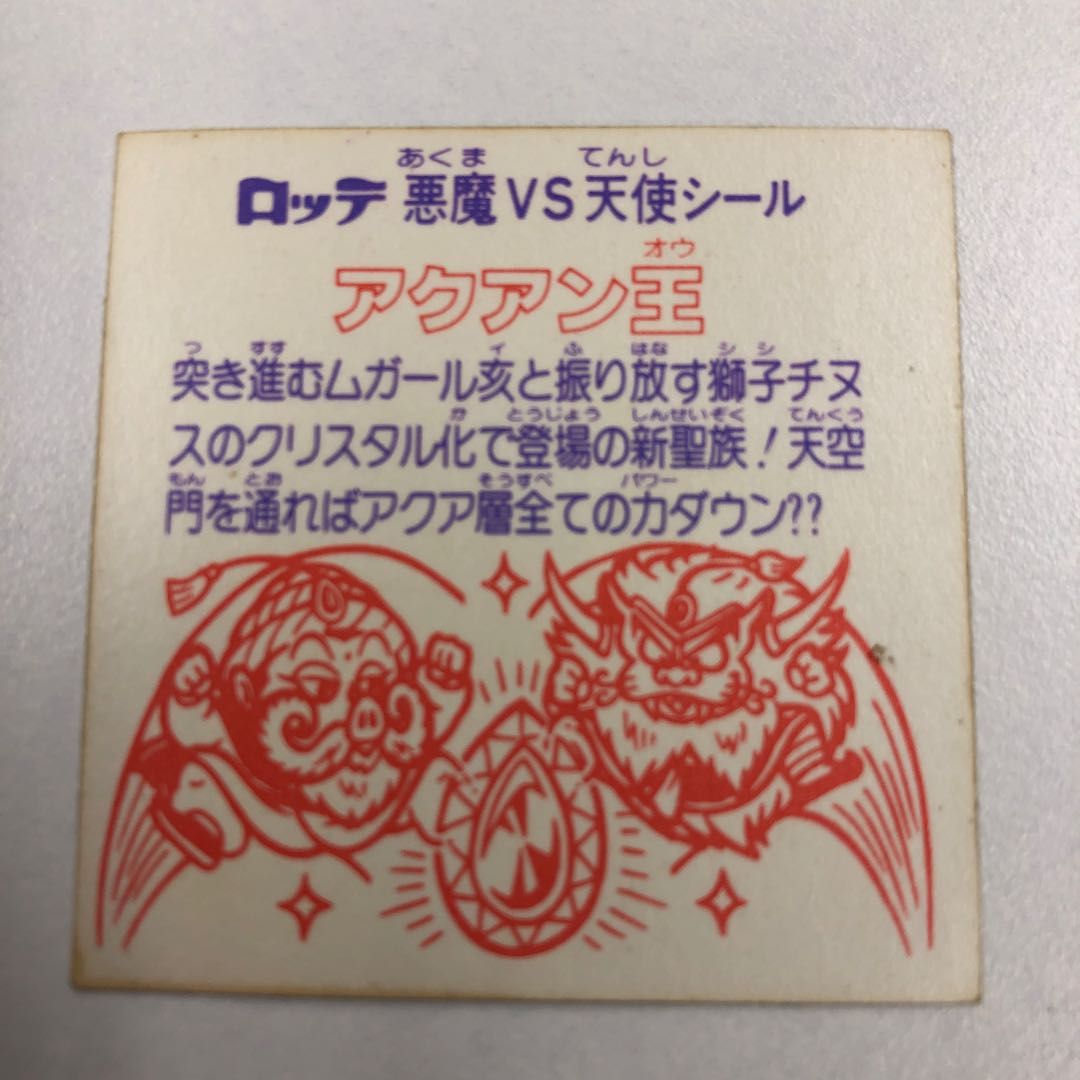 あくま てんし
ロッテ 悪魔VS天使シール
オウ
アクアン王
つ すす イ ふ はな シシ
突き進むムガール亥と振り放す獅子チヌ
か とうじょう しんせいぞく てんくう
スのクリスタル化で登場の新聖族!天空
もん とお そうすべ パワー
門を通ればアクア層全ての力ダウン??